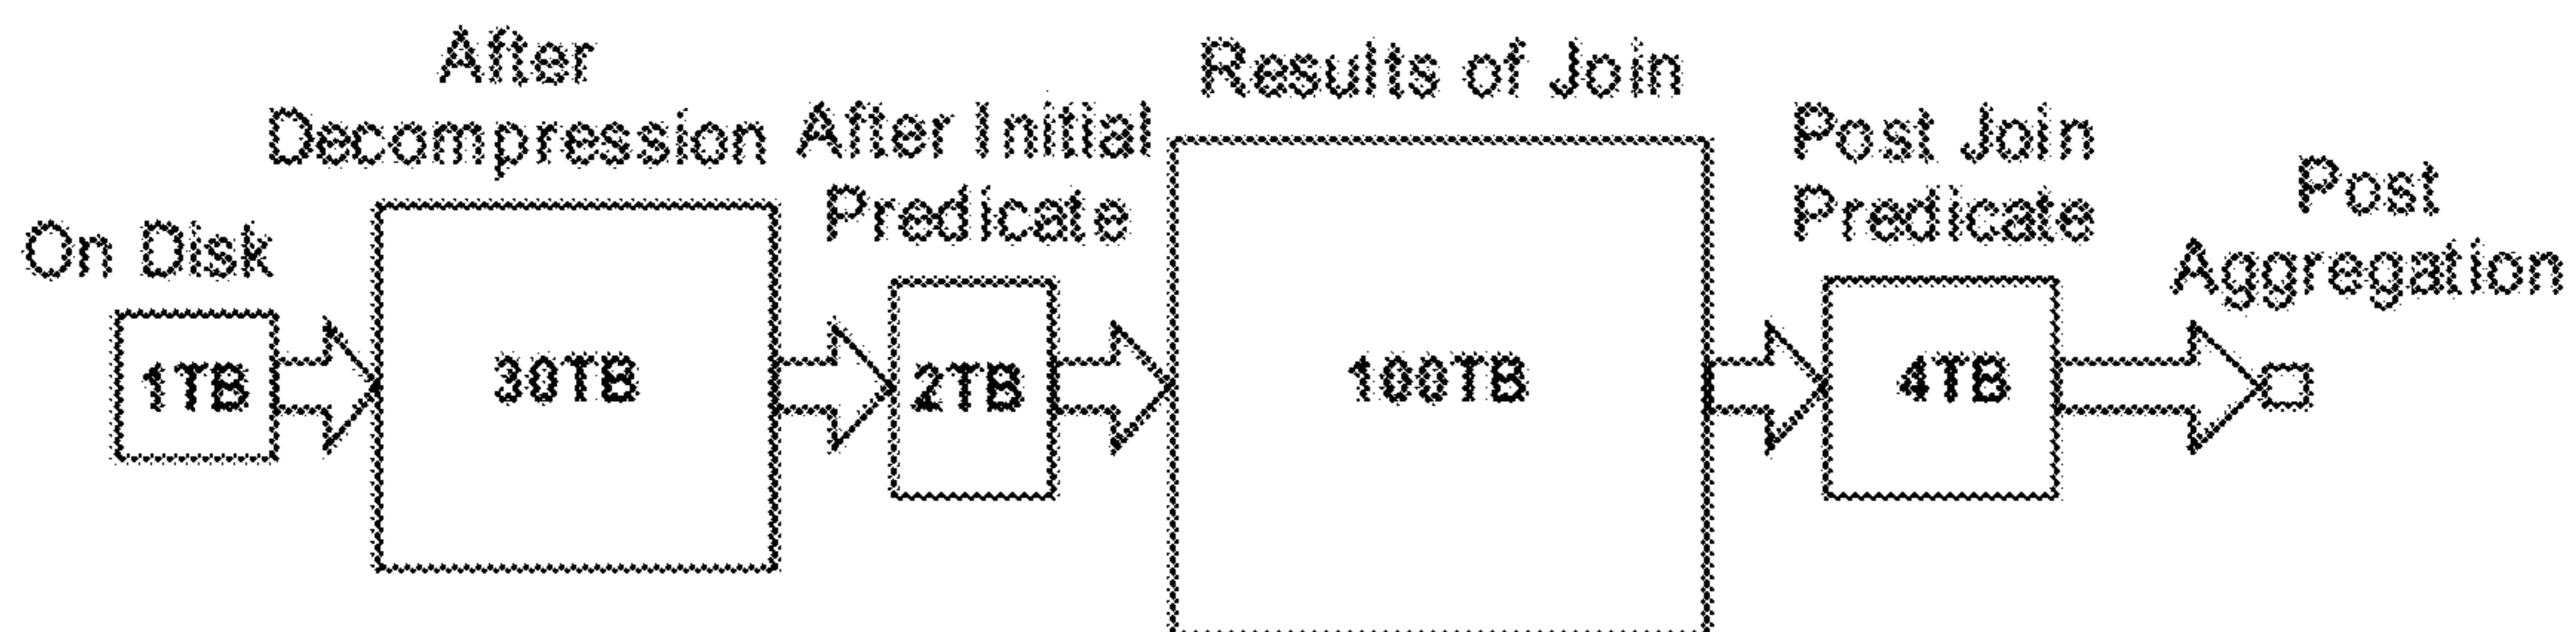 On Disk
1TB
After
Decompression
30TB
After Initial
Predicate
2TB
Results of Join
100TB
Post Join
Predicate
4TB
Post
Aggregation